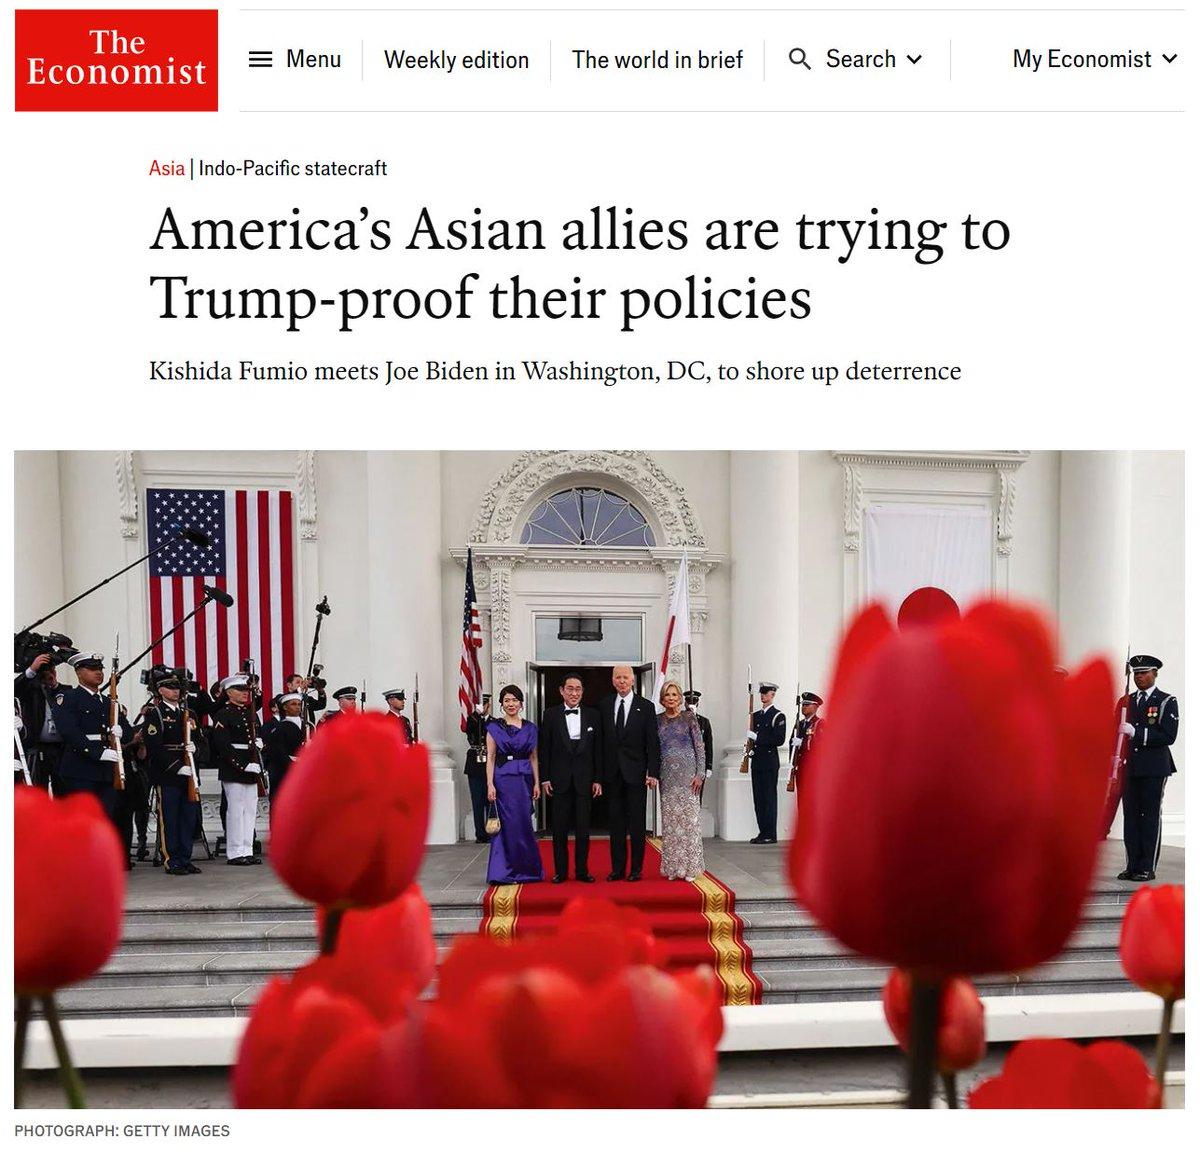 The
Economist
Menu
Weekly edition
The world in brief
Search
My Economist
Asia | Indo-Pacific statecraft
America’s Asian allies are trying to
Trump-proof their policies
Kishida Fumio meets Joe Biden in Washington, DC, to shore up deterrence
PHOTOGRAPH: GETTY IMAGES